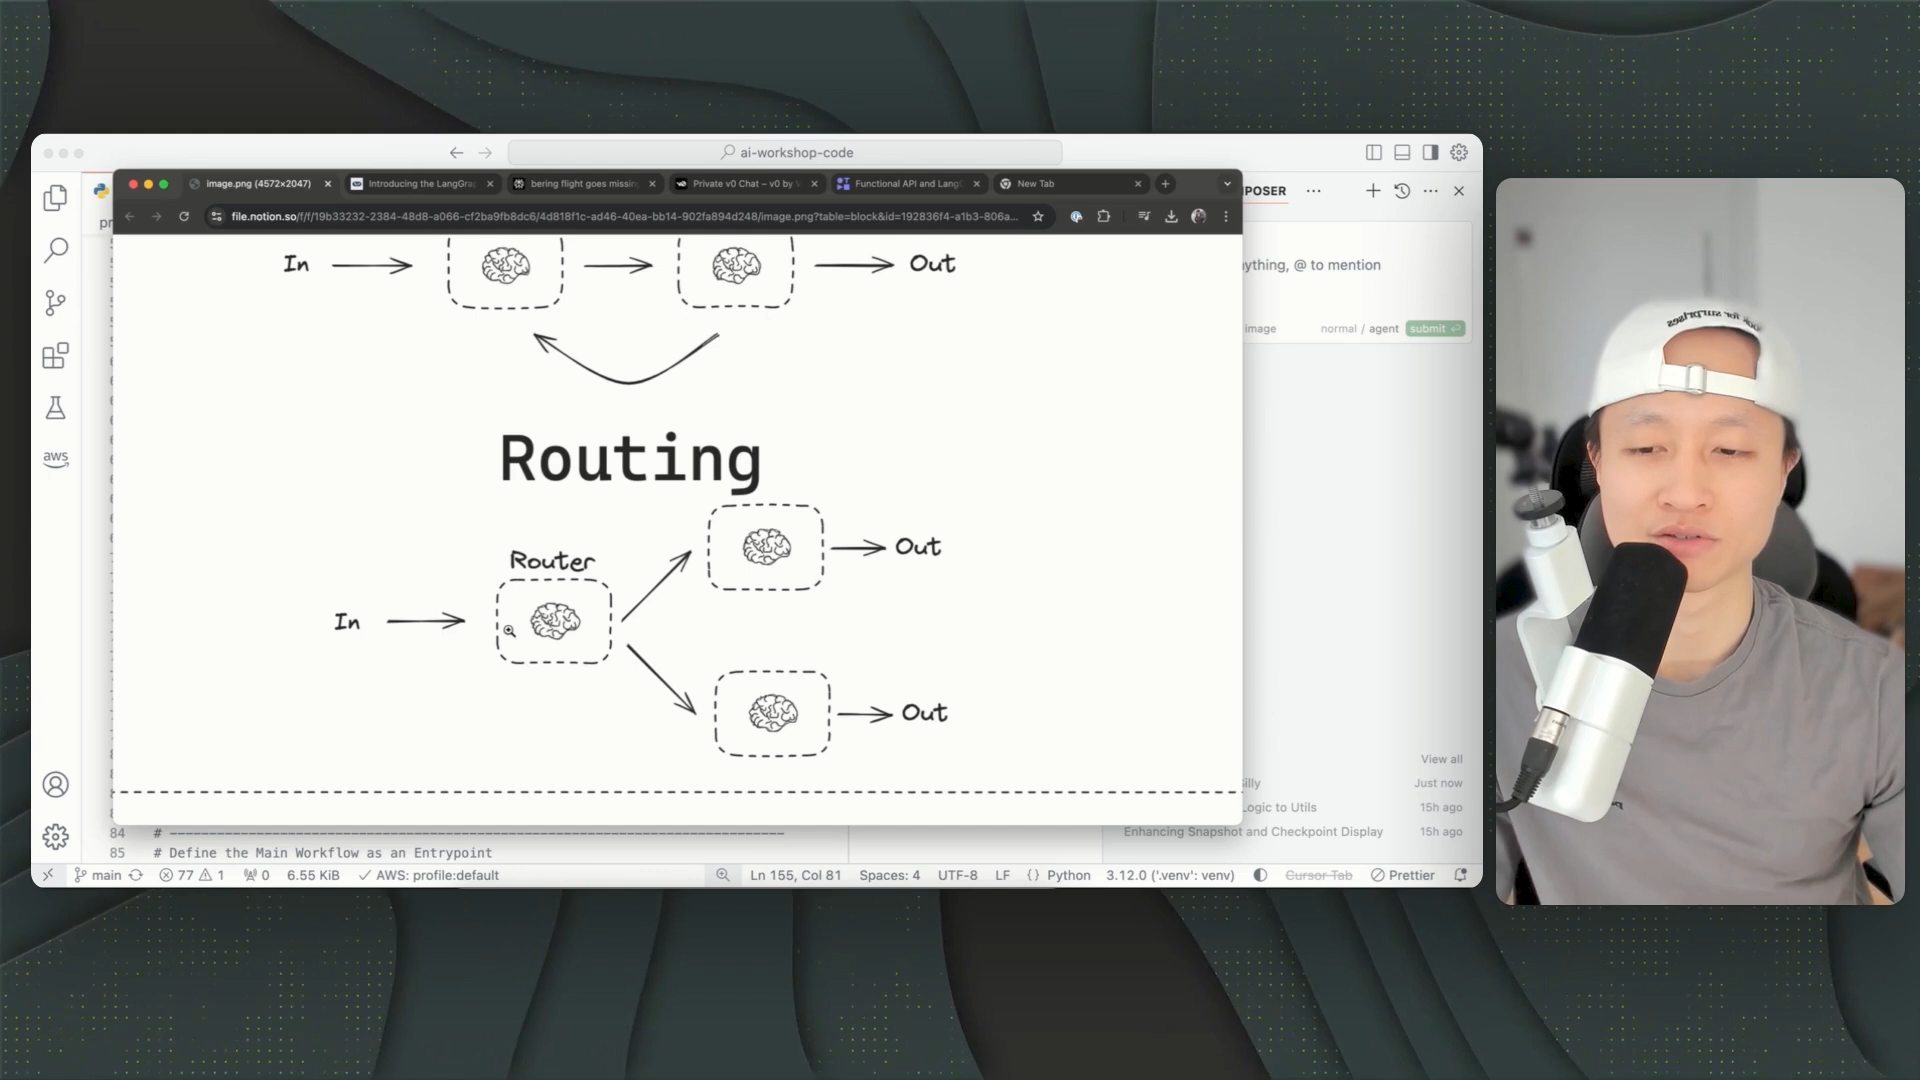 ai-workshop-code
image.png (4572×2047)
Introducing the LangGra
bering flight goes missin
Private v0 Chat – v0 by V
Functional API and LangG
New Tab
POSER
file.notion.so/f/f/19b33232-2384-48d8-a066-cf2ba9fb8dc6/4d818f1c-ad46-40ea-bb14-902fa894d248/image.png?table=block&id=192836f4-a1b3-806a...
pr
ything, @ to mention
In
Out
image
normal / agent
submit
Routing
Router
Out
In
Out
aws
View all
illy
Just now
Logic to Utils
15h ago
Enhancing Snapshot and Checkpoint Display
15h ago
84 # ------------------------------------------------------------------------------
85 # Define the Main Workflow as an Entrypoint
main
77
1
0
6.55 KiB
AWS: profile:default
Ln 155, Col 81
Spaces: 4
UTF-8
LF
{} Python
3.12.0 ('.venv': venv)
Cursor Tab
Prettier